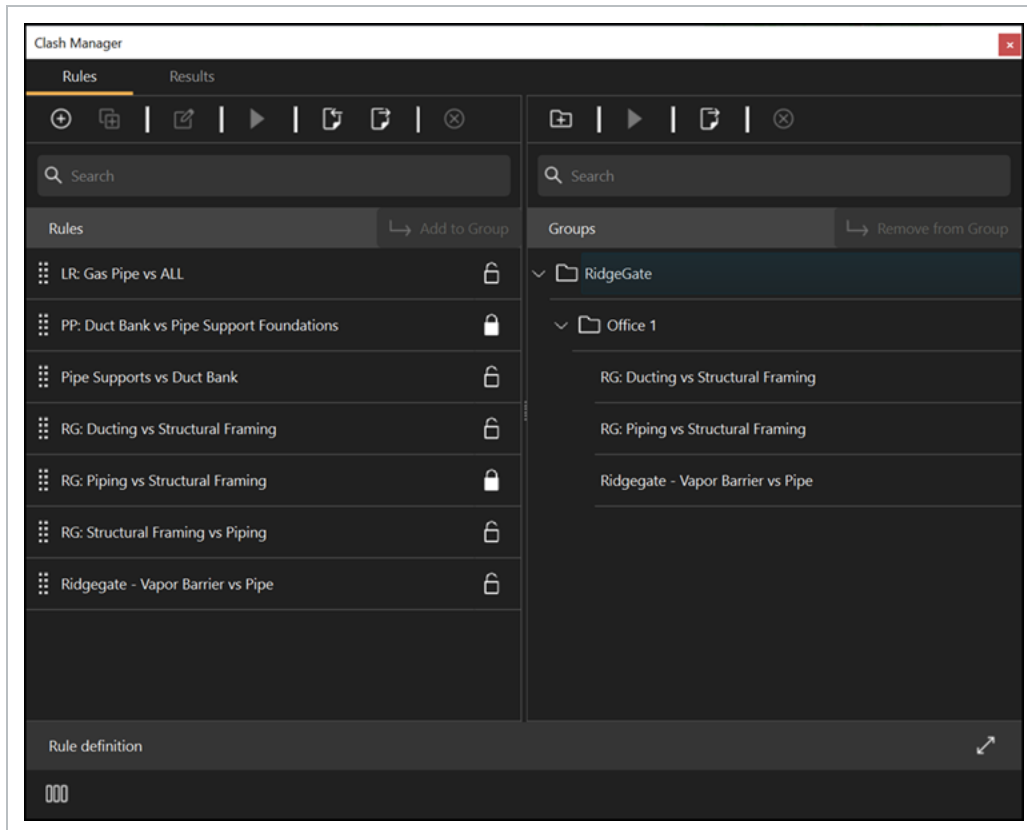 Clash Manager
Rules Results
Search
Search
Rules Add to Group
Groups Remove from Group
LR: Gas Pipe vs ALL
PP: Duct Bank vs Pipe Support Foundations
Pipe Supports vs Duct Bank
RG: Ducting vs Structural Framing
RG: Piping vs Structural Framing
RG: Structural Framing vs Piping
Ridgegate - Vapor Barrier vs Pipe
RidgeGate
Office 1
RG: Ducting vs Structural Framing
RG: Piping vs Structural Framing
Ridgegate - Vapor Barrier vs Pipe
Rule definition